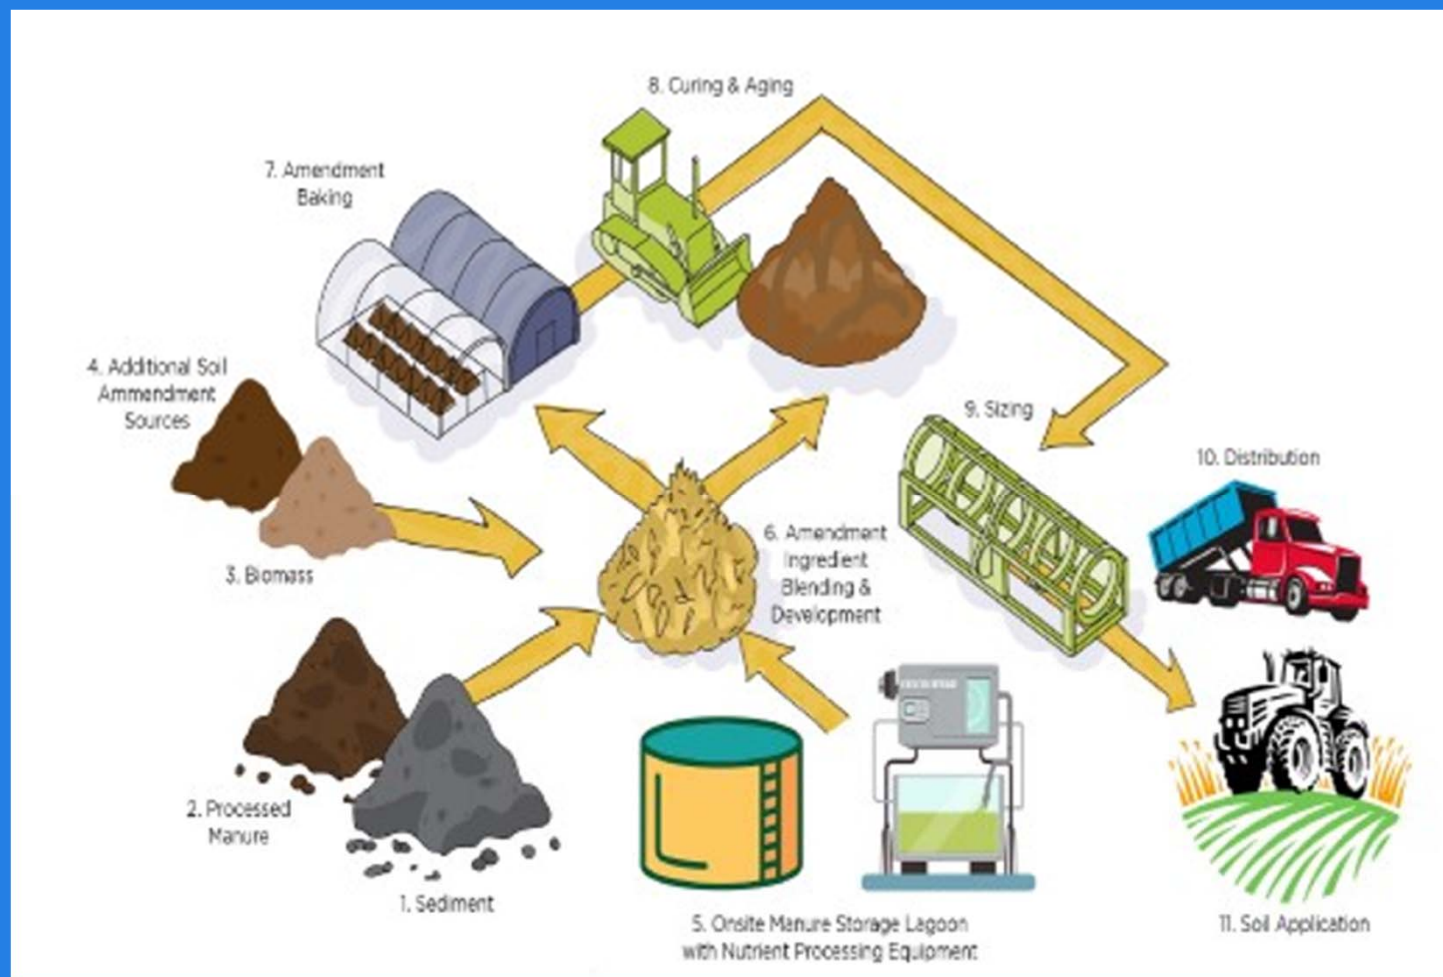 8. Curing & Aging
7. Amendment
Baking
4. Additional Soil
Ammendment
Sources
9. Sizing
10. Distribution
6. Amendment
Ingredient
Blending &
Development
3. Biomass
2. Processed
Manure
1. Sediment
5. Onsite Manure Storage Lagoon
with Nutrient Processing Equipment
11. Soil Application